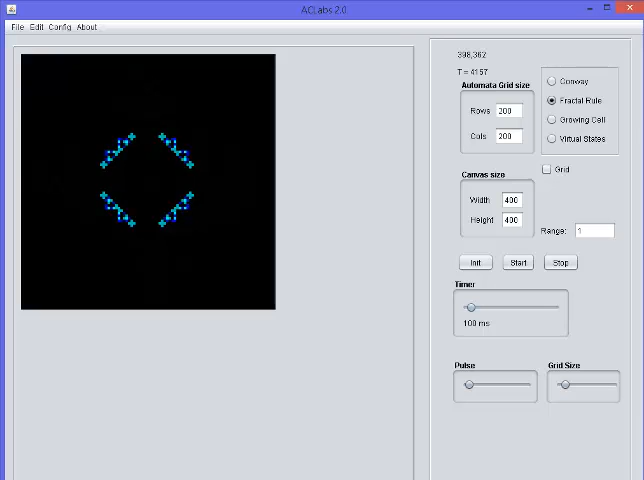 ACLabs 2.0
File Edit Config About
398,362
T = 4157
Automata Grid size
Rows 200
Cols 200
Conway
Fractal Rule
Growing Cell
Virtual States
Grid
Canvas size
Width 400
Height 400
Range: 1
Init Start Stop
Timer
100 ms
Pulse Grid Size